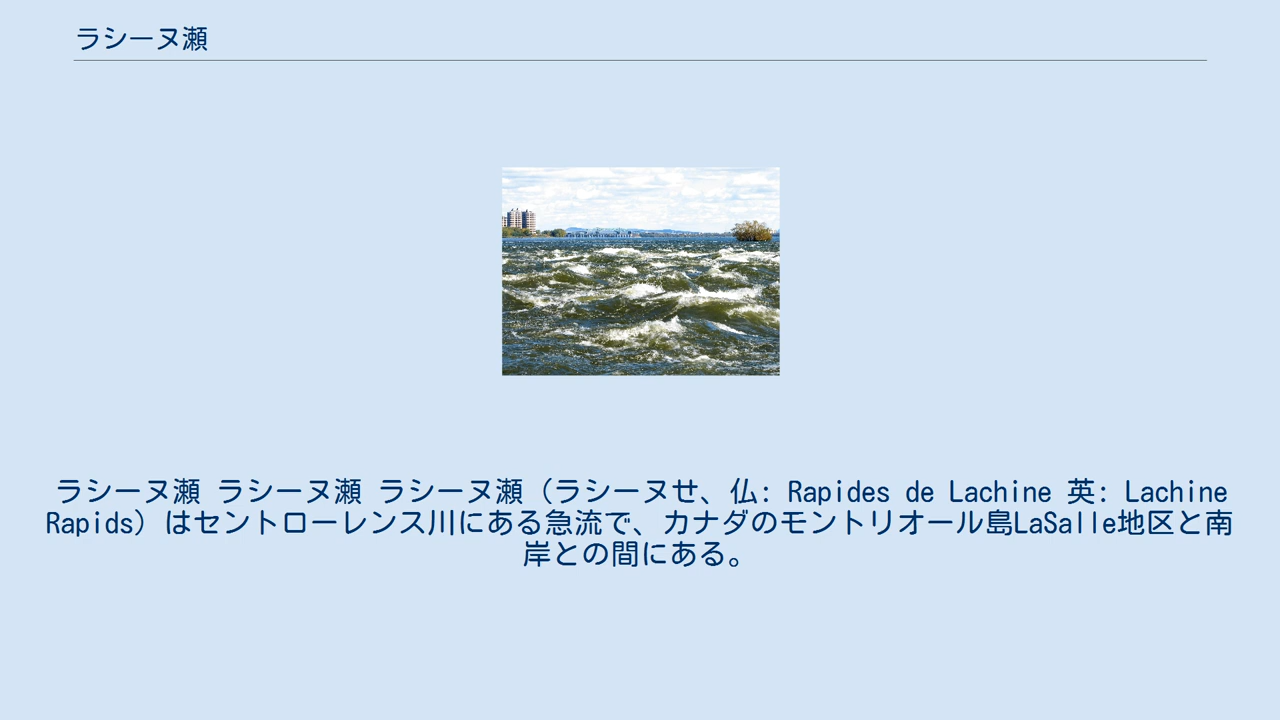 ラシーヌ瀬
ラシーヌ瀬 ラシーヌ瀬 ラシーヌ瀬（ラシーヌせ、仏: Rapides de Lachine 英: Lachine
Rapids）はセントローレンス川にある急流で、カナダのモントリオール島LaSalle地区と南
岸との間にある。